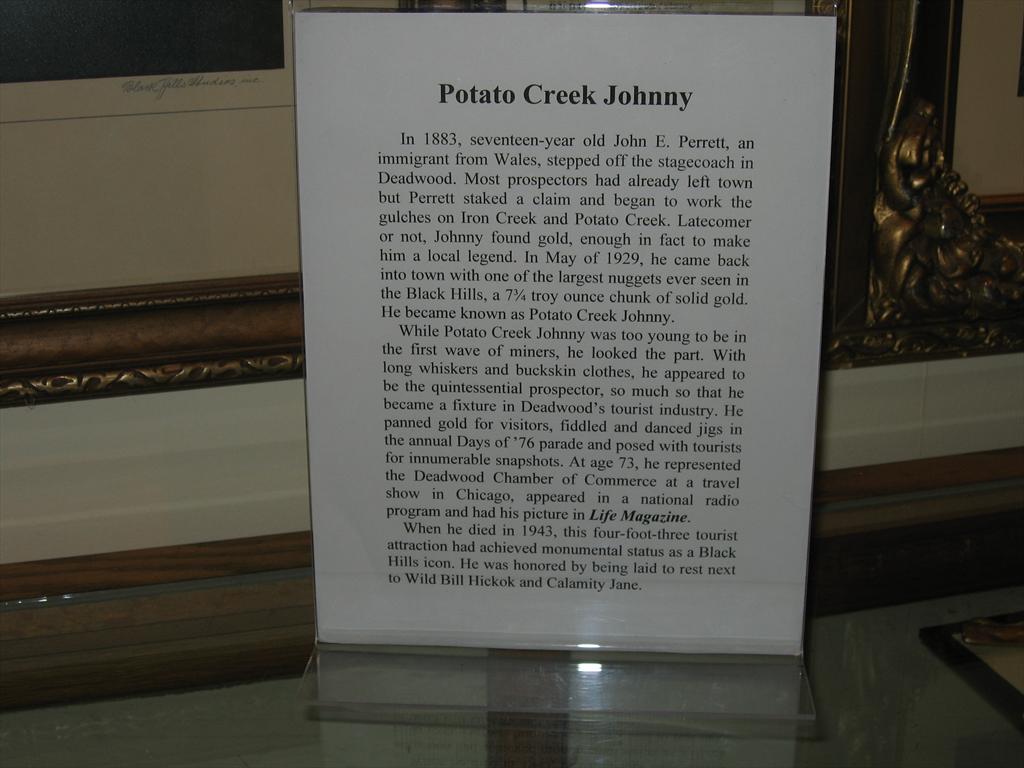 Black Hills Studios, inc
Potato Creek Johnny
In 1883, seventeen-year old John E. Perrett, an
immigrant from Wales, stepped off the stagecoach in
Deadwood. Most prospectors had already left town
but Perrett staked a claim and began to work the
gulches on Iron Creek and Potato Creek. Latecomer
or not, Johnny found gold, enough in fact to make
him a local legend. In May of 1929, he came back
into town with one of the largest nuggets ever seen in
the Black Hills, a 7¾ troy ounce chunk of solid gold.
He became known as Potato Creek Johnny.
While Potato Creek Johnny was too young to be in
the first wave of miners, he looked the part. With
long whiskers and buckskin clothes, he appeared to
be the quintessential prospector, so much so that he
became a fixture in Deadwood's tourist industry. He
panned gold for visitors, fiddled and danced jigs in
the annual Days of '76 parade and posed with tourists
for innumerable snapshots. At age 73, he represented
the Deadwood Chamber of Commerce at a travel
show in Chicago, appeared in a national radio
program and had his picture in Life Magazine.
When he died in 1943, this four-foot-three tourist
attraction had achieved monumental status as a Black
Hills icon. He was honored by being laid to rest next
to Wild Bill Hickok and Calamity Jane.